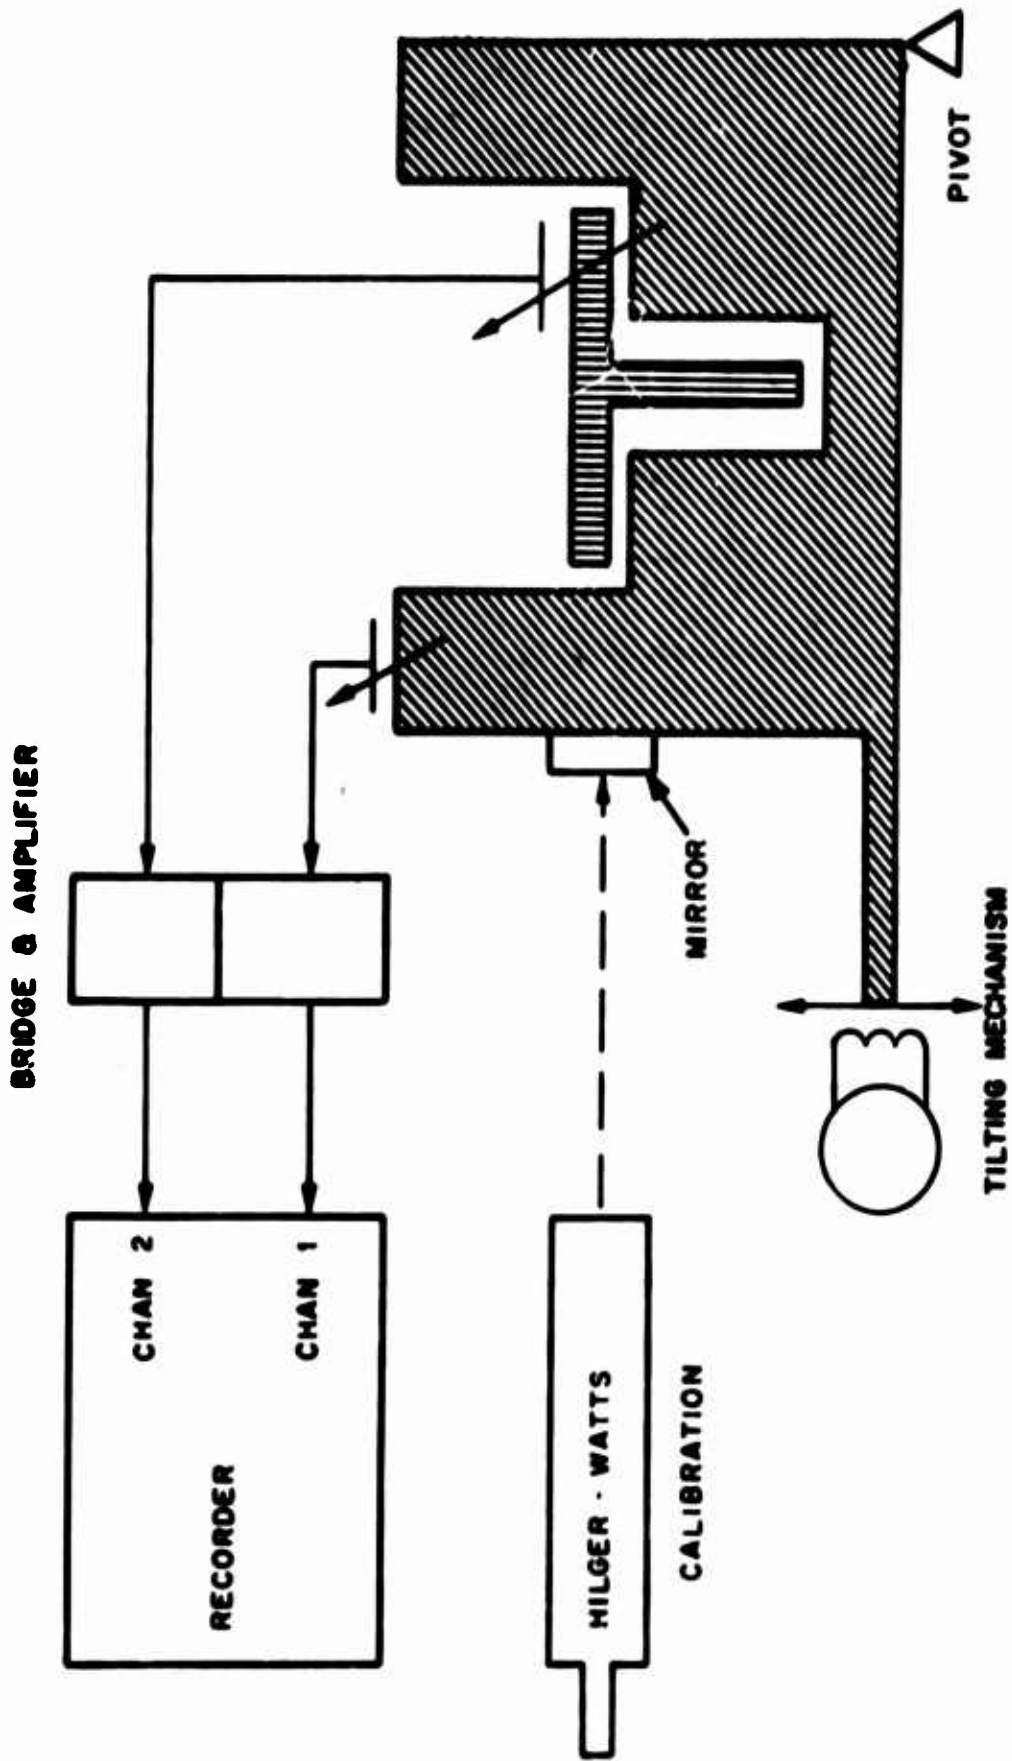 BRIDGE & AMPLIFIER
RECORDER
CHAN 2
CHAN 1
HILGER - WATTS
CALIBRATION
MIRROR
TILTING MECHANISM
PIVOT